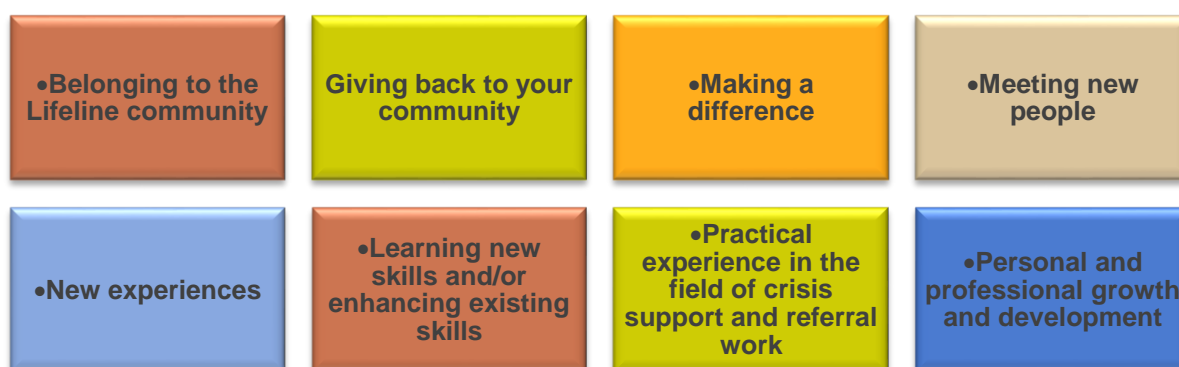 •Belonging to the
Lifeline community
Giving back to your
community
•Making a
difference
•Meeting new
people
•New experiences
•Learning new
skills and/or
enhancing existing
skills
•Practical
experience in the
field of crisis
support and referral
work
•Personal and
professional growth
and development